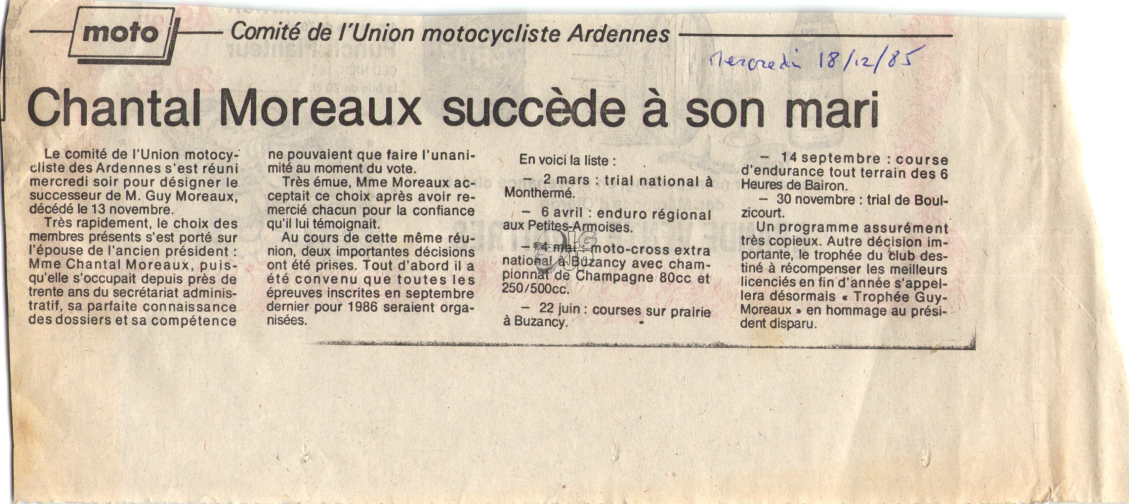 moto
Comité de l'Union motocycliste Ardennes
Mercredi 18/12/85
Chantal Moreaux succède à son mari
Le comité de l'Union motocy-
cliste des Ardennes s'est réuni
mercredi soir pour désigner le
successeur de M. Guy Moreaux,
décédé le 13 novembre.
Très rapidement, le choix des
membres présents s'est porté sur
l'épouse de l'ancien président :
Mme Chantal Moreaux, puis-
qu'elle s'occupait depuis près de
trente ans du secrétariat adminis-
tratif, sa parfaite connaissance
des dossiers et sa compétence
ne pouvaient que faire l'unani-
mité au moment du vote.
Très émue, Mme Moreaux ac-
ceptait ce choix après avoir re-
mercié chacun pour la confiance
qu'il lui témoignait.
Au cours de cette même réu-
nion, deux importantes décisions
ont été prises. Tout d'abord il a
été convenu que toutes les
épreuves inscrites en septembre
dernier pour 1986 seraient orga-
nisées.
En voici la liste :
— 2 mars : trial national à
Monthermé.
— 6 avril : enduro régional
aux Petites-Armoises.
— 24 mai : moto-cross extra
national à Buzancy avec cham-
pionnat de Champagne 80cc et
250/500cc.
— 22 juin : courses sur prairie
à Buzancy.
— 14 septembre : course
d'endurance tout terrain des 6
Heures de Bairon.
— 30 novembre : trial de Boul-
zicourt.
Un programme assurément
très copieux. Autre décision im-
portante, le trophée du club des-
tiné à récompenser les meilleurs
licenciés en fin d'année s'appel-
lera désormais « Trophée Guy-
Moreaux » en hommage au prési-
dent disparu.